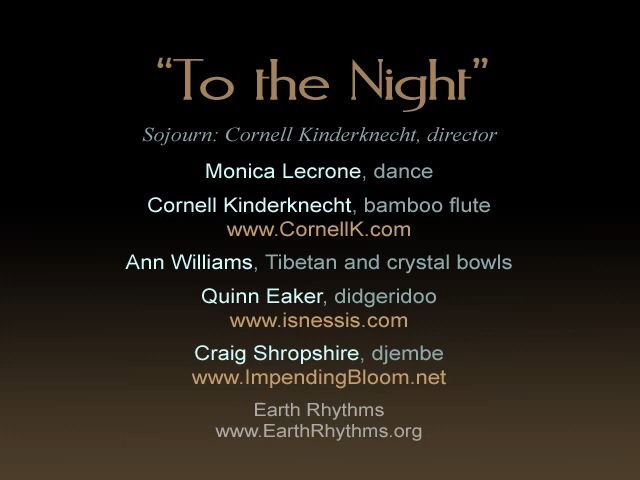 “To the Night”
Sojourn: Cornell Kinderknecht, director
Monica Lecrone, dance
Cornell Kinderknecht, bamboo flute
www.CornellK.com
Ann Williams, Tibetan and crystal bowls
Quinn Eaker, didgeridoo
www.isnessis.com
Craig Shropshire, djembe
www.ImpendingBloom.net
Earth Rhythms
www.EarthRhythms.org